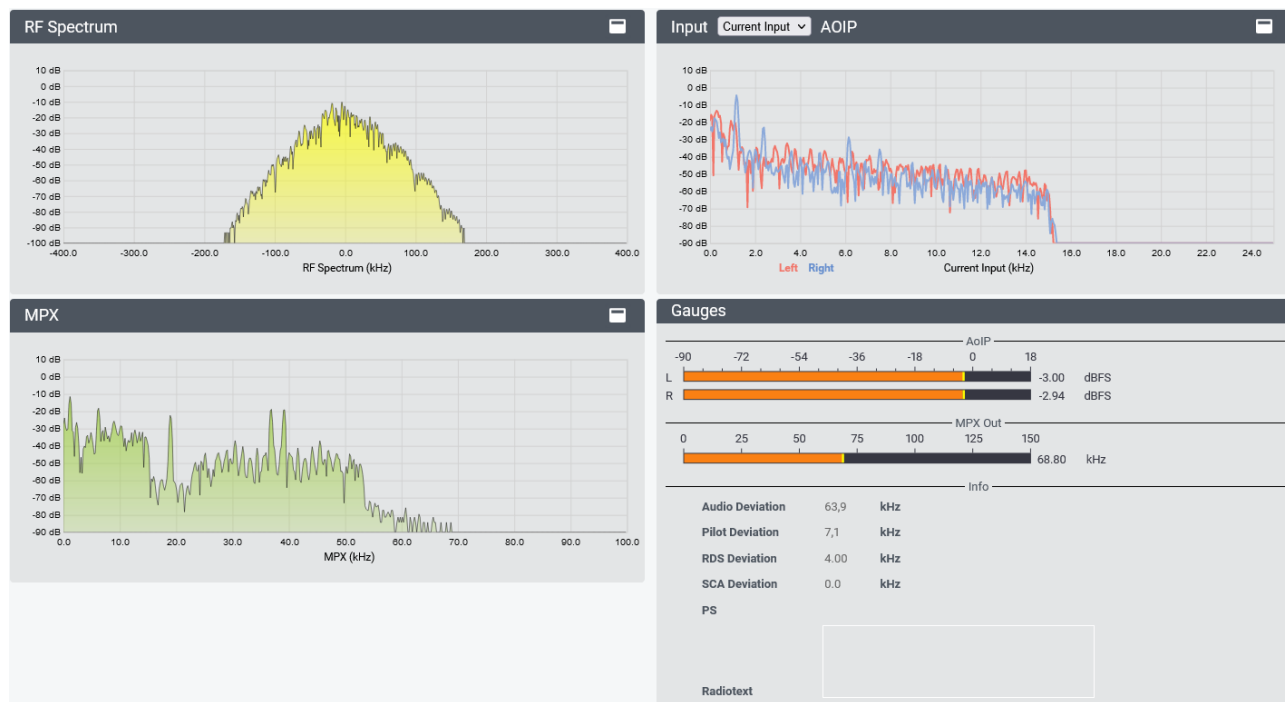 RF Spectrum
10 dB
0 dB
-10 dB
-20 dB
-30 dB
-40 dB
-50 dB
-60 dB
-70 dB
-80 dB
-90 dB
-100 dB
-400.0 -300.0 -200.0 -100.0 0.0 100.0 200.0 300.0 400.0
RF Spectrum (kHz)
Input Current Input AOIP
10 dB
0 dB
-10 dB
-20 dB
-30 dB
-40 dB
-50 dB
-60 dB
-70 dB
-80 dB
-90 dB
0.0 2.0 4.0 6.0 8.0 10.0 12.0 14.0 16.0 18.0 20.0 22.0 24.0
Left Right Current Input (kHz)
MPX
10 dB
0 dB
-10 dB
-20 dB
-30 dB
-40 dB
-50 dB
-60 dB
-70 dB
-80 dB
-90 dB
0.0 10.0 20.0 30.0 40.0 50.0 60.0 70.0 80.0 90.0 100.0
MPX (kHz)
Gauges
AoIP
-90 -72 -54 -36 -18 0 18
L -3.00 dBFS
R -2.94 dBFS
MPX Out
0 25 50 75 100 125 150
68.80 kHz
Info
Audio Deviation 63,9 kHz
Pilot Deviation 7,1 kHz
RDS Deviation 4.00 kHz
SCA Deviation 0.0 kHz
PS
Radiotext